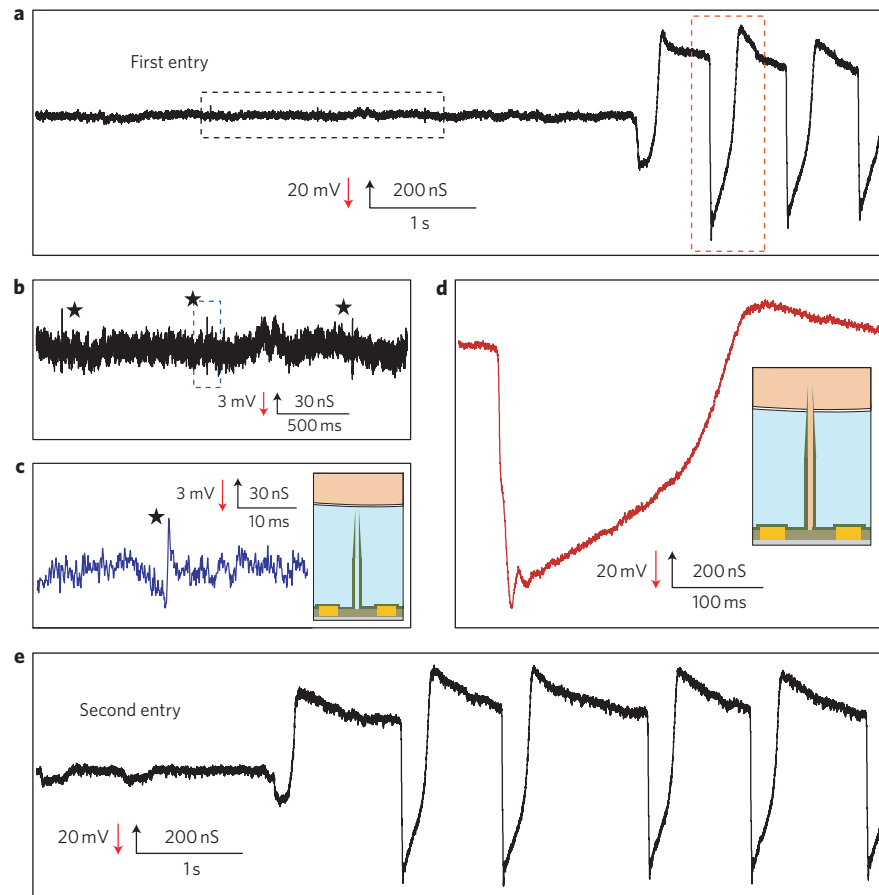 a
First entry
20 mV 200 nS
1 s
b
3 mV 30 nS
500 ms
c
3 mV 30 nS
10 ms
d
20 mV 200 nS
100 ms
e
Second entry
20 mV 200 nS
1 s